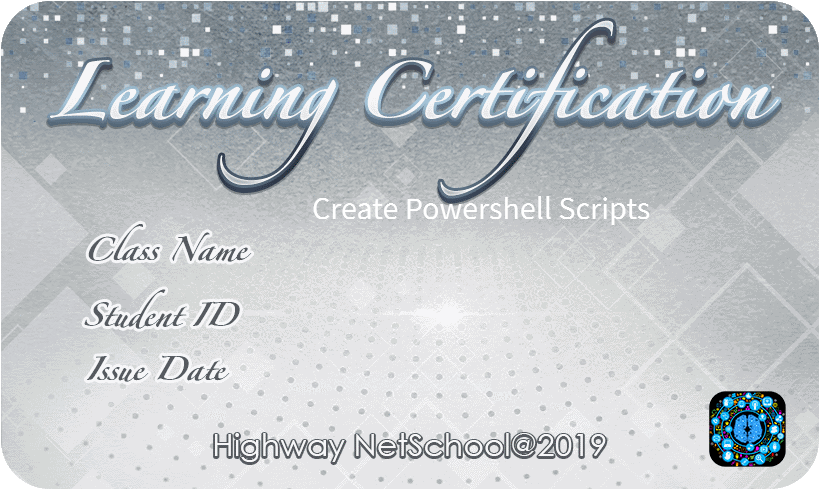 Learning Certification
Create Powershell Scripts
Class Name
Student ID
Issue Date
Highway NetSchool@2019